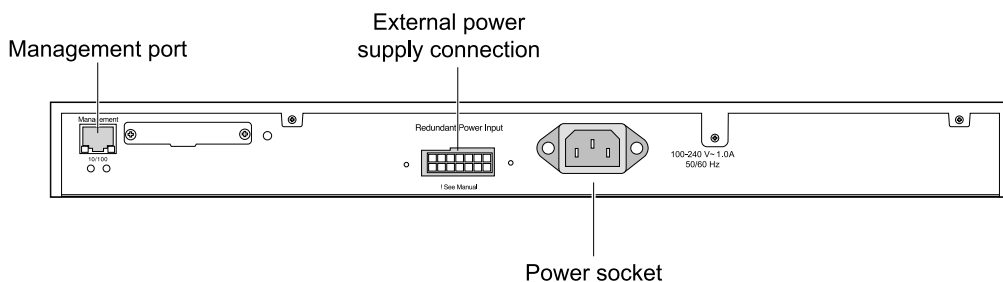 External power
supply connection
Management port
Management
10/100
Redundant Power Input
! See Manual
100-240 V~ 1.0A
50/60 Hz
Power socket